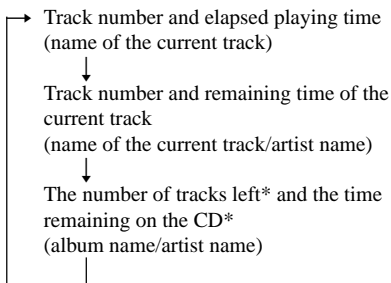 Track number and elapsed playing time
(name of the current track)
Track number and remaining time of the
current track
(name of the current track/artist name)
The number of tracks left* and the time
remaining on the CD*
(album name/artist name)